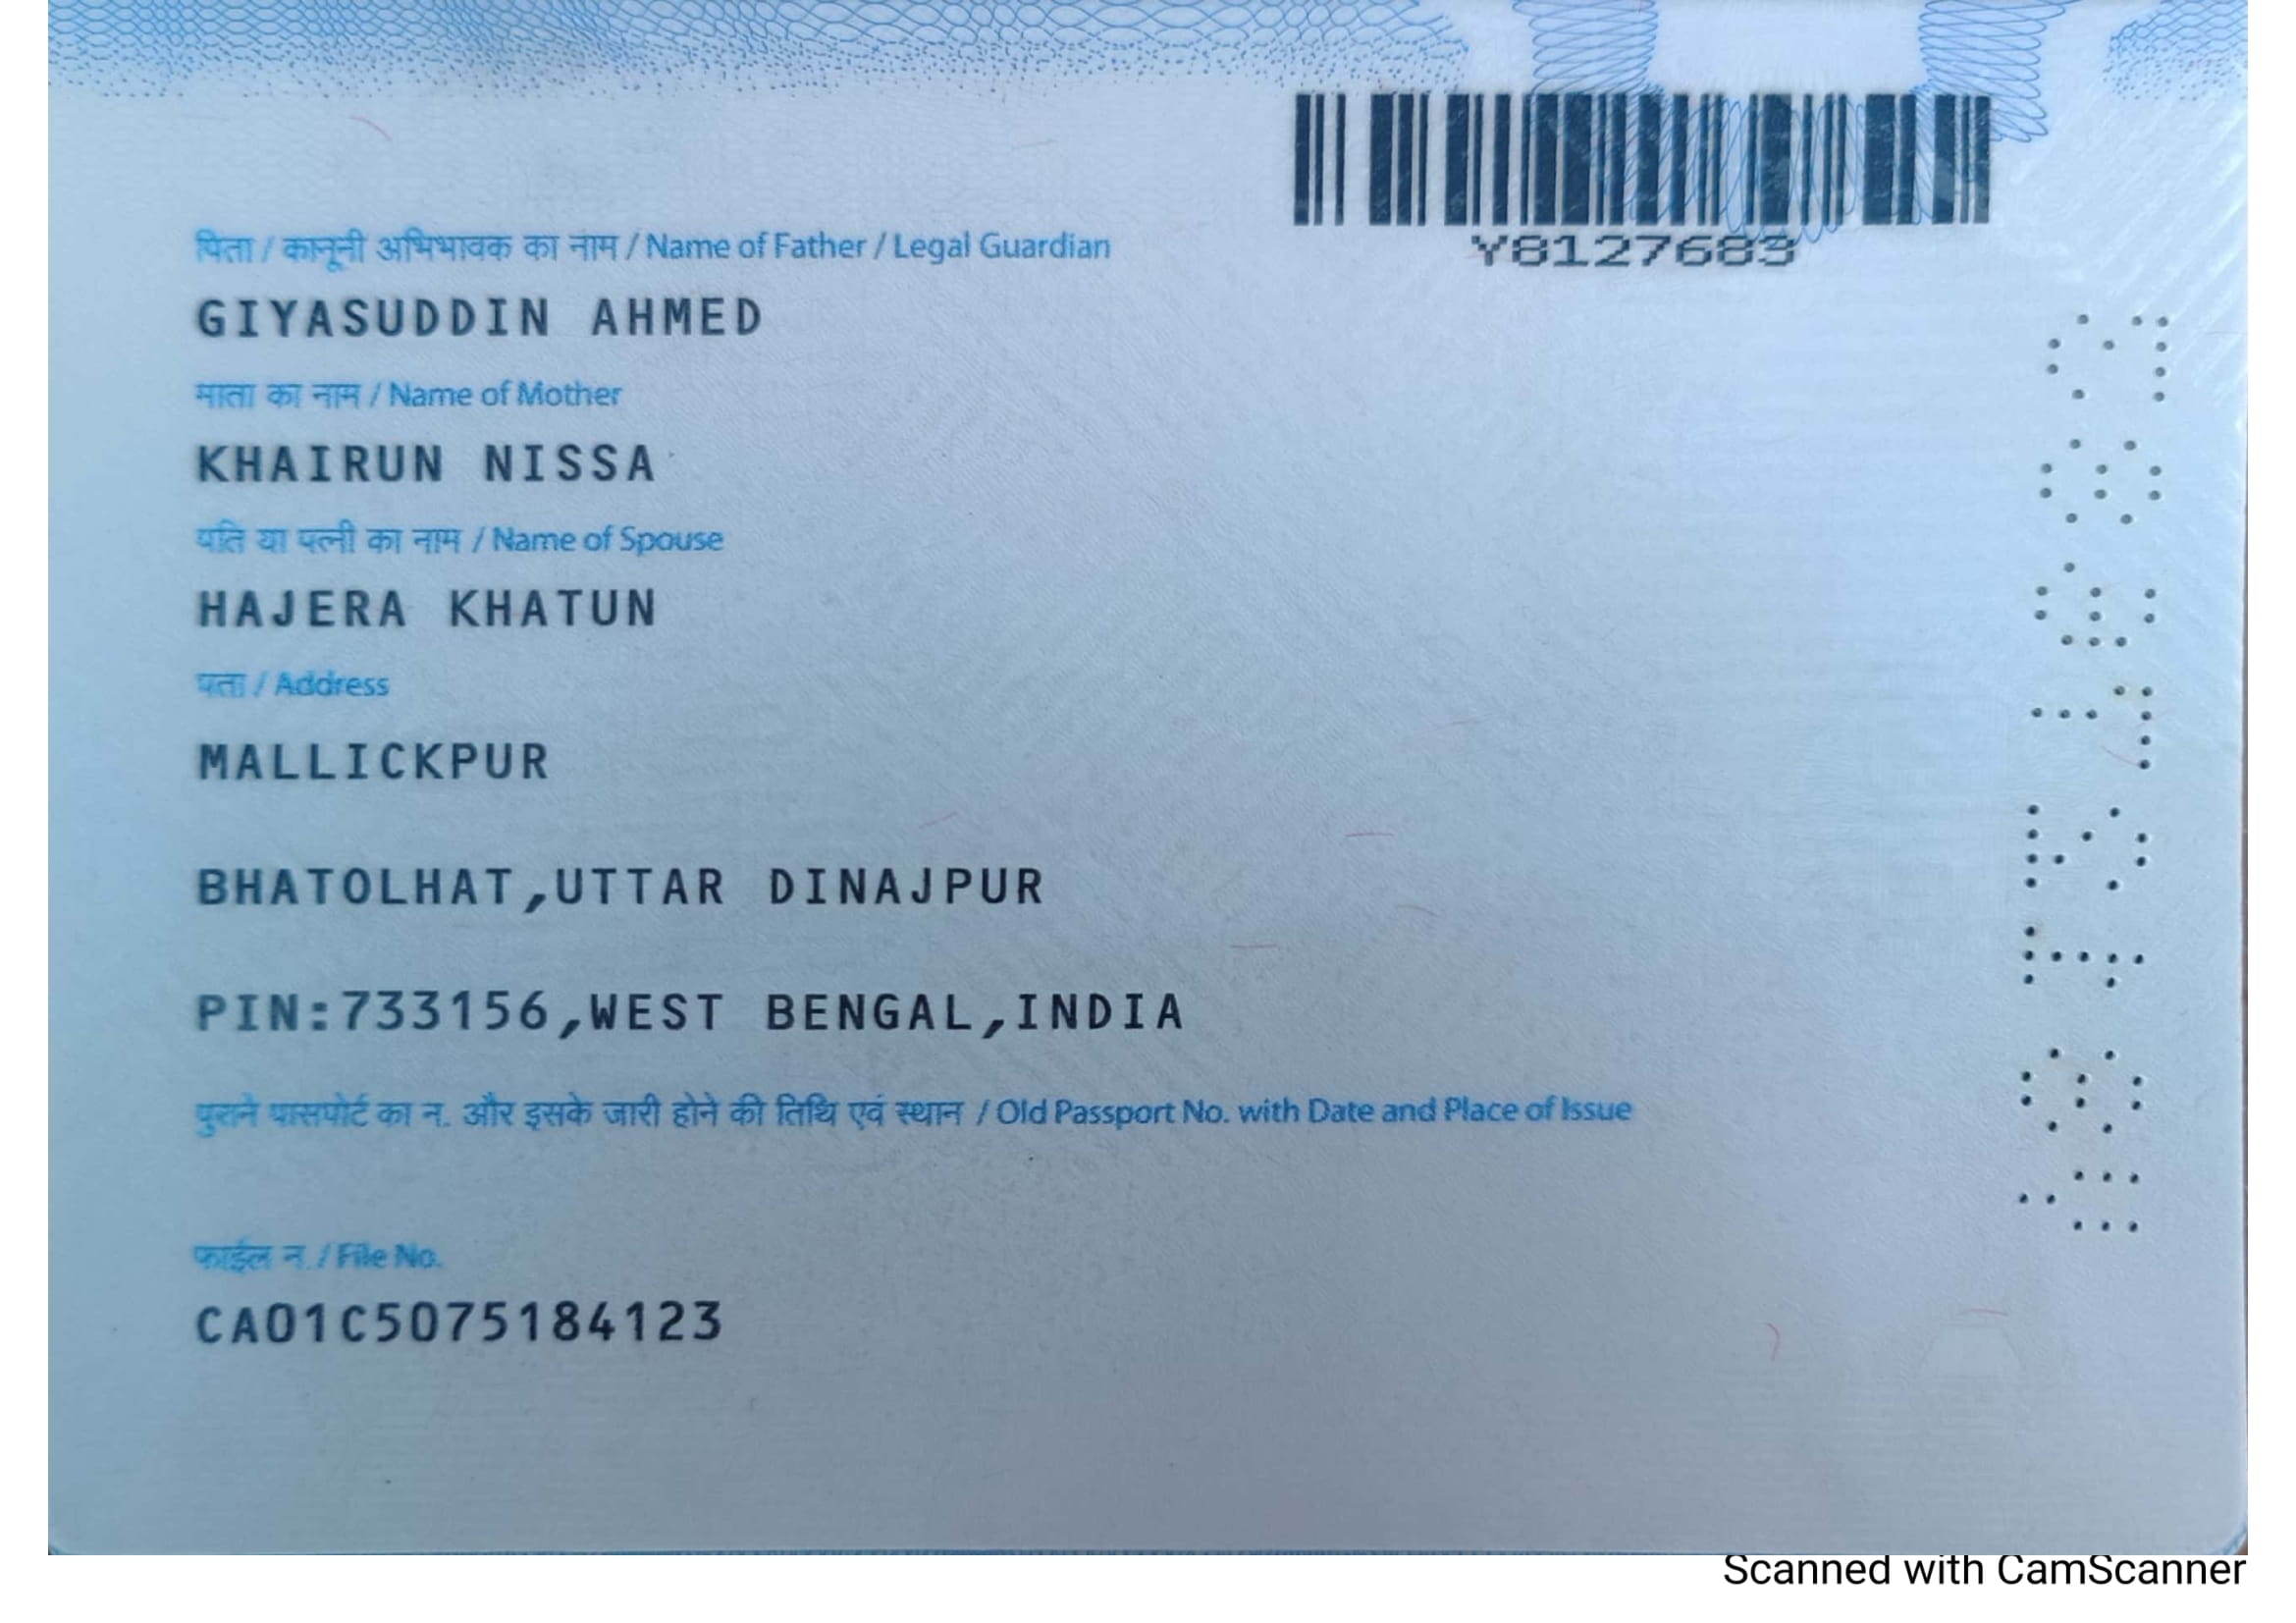 Y8127683
पिता / कानूनी अभिभावक का नाम / Name of Father / Legal Guardian
GIYASUDDIN AHMED
माता का नाम / Name of Mother
KHAIRUN NISSA
पति या पत्नी का नाम / Name of Spouse
HAJERA KHATUN
पता / Address
MALLICKPUR
BHATOLHAT,UTTAR DINAJPUR
PIN:733156,WEST BENGAL,INDIA
पुराने पासपोर्ट का न. और इसके जारी होने की तिथि एवं स्थान / Old Passport No. with Date and Place of Issue
फाईल न. / File No.
CA01C5075184123
Y8127683
Scanned with CamScanner